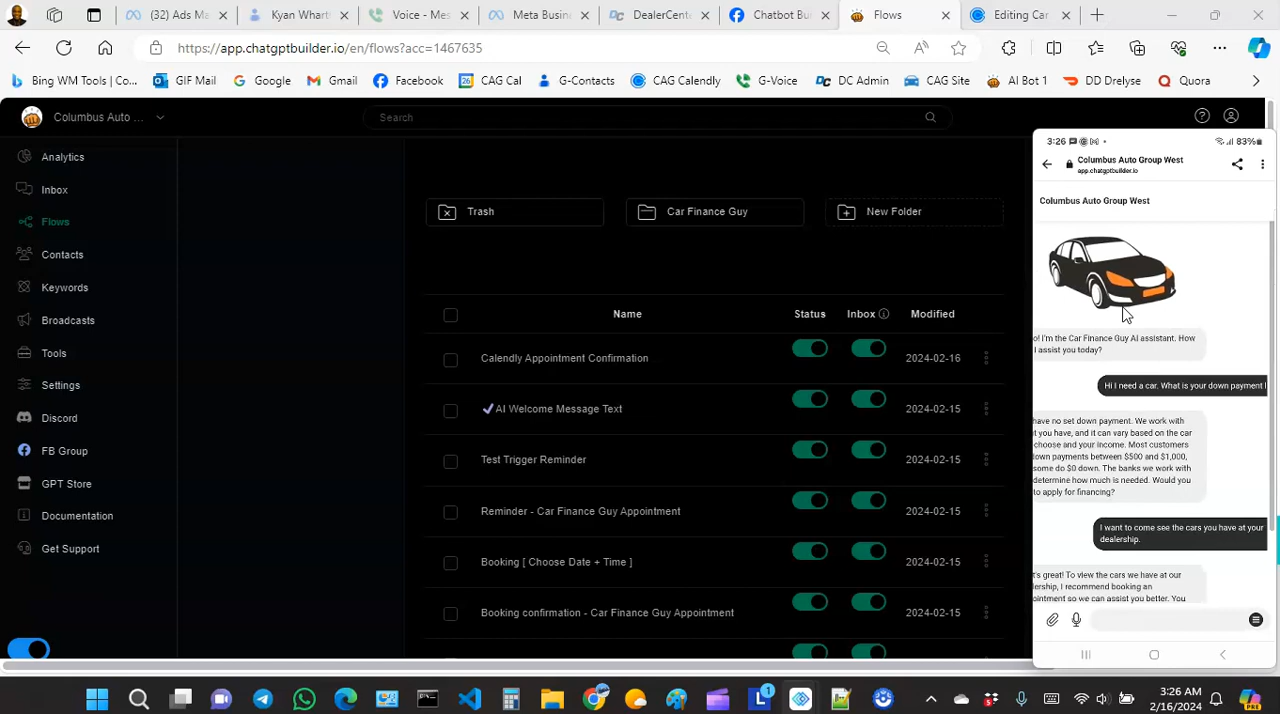 (32) Ads Ma
Kyan Whart
Voice - Mes
Meta Busin
DealerCent
Chatbot Bu
Flows
Editing Car
https://app.chatgptbuilder.io/en/flows?acc=1467635
Bing WM Tools | Co...
GIF Mail
Google
Gmail
Facebook
CAG Calendly
G-Contacts
CAG Calendly
G-Voice
DC Admin
CAG Site
AI Bot 1
DD Drelyse
Quora
Columbus Auto ...
Search
Analytics
Inbox
Flows
Contacts
Keywords
Broadcasts
Tools
Settings
Discord
FB Group
GPT Store
Documentation
Get Support
Trash
Car Finance Guy
New Folder
Name Status Inbox Modified
Calendly Appointment Confirmation 2024-02-16
AI Welcome Message Text 2024-02-15
Test Trigger Reminder 2024-02-15
Reminder - Car Finance Guy Appointment 2024-02-15
Booking [ Choose Date + Time ] 2024-02-15
Booking confirmation - Car Finance Guy Appointment 2024-02-15
3:26 83%
Columbus Auto Group West
app.chatgptbuilder.io
Columbus Auto Group West
o! I'm the Car Finance Guy AI assistant. How
I assist you today?
Hi I need a car. What is your down payment
have no set down payment. We work with
t you have, and it can vary based on the car
choose and your income. Most customers
down payments between $500 and $1,000,
some do $0 down. The banks we work with
determine how much is needed. Would you
to apply for financing?
I want to come see the cars you have at your
dealership.
t's great! To view the cars we have at our
lership, I recommend booking an
ointment so we can assist you better. You
3:26 AM
2/16/2024